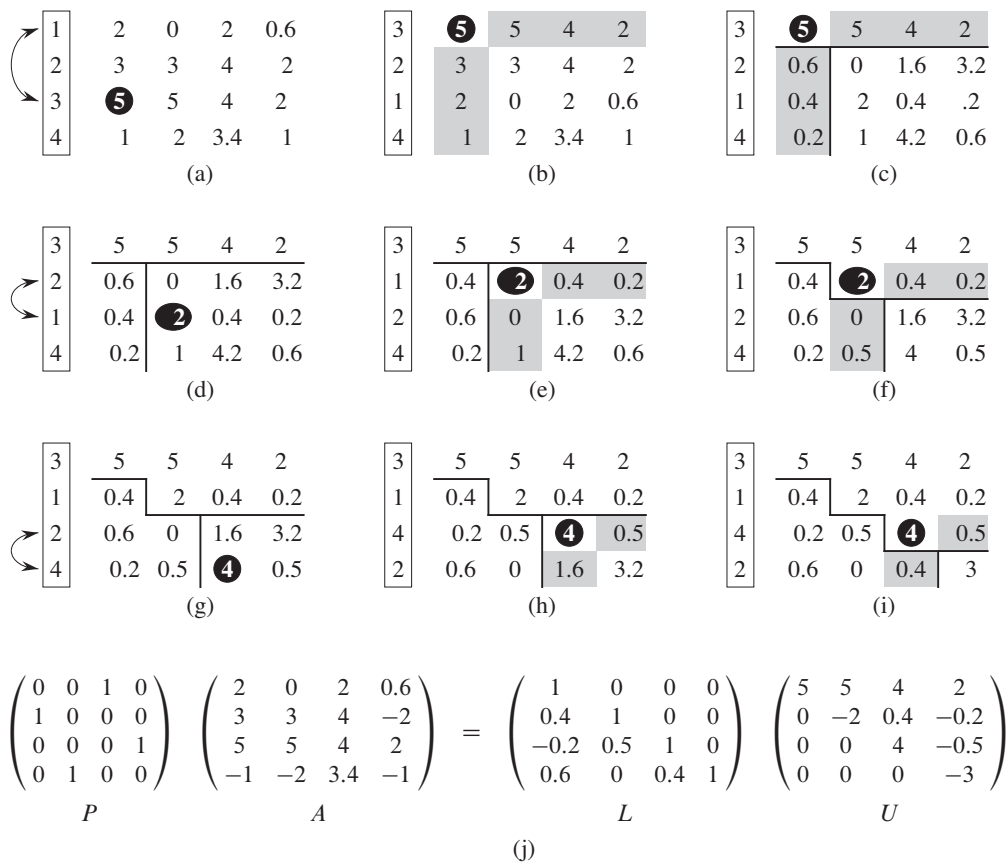 1 2 0 2 0.6
2 3 3 4 2
3 5 5 4 2
4 1 2 3.4 1
(a)
3 5 5 4 2
2 3 3 4 2
1 2 0 2 0.6
4 1 2 3.4 1
(b)
3 5 5 4 2
2 0.6 0 1.6 3.2
1 0.4 2 0.4 .2
4 0.2 1 4.2 0.6
(c)
3 5 5 4 2
2 0.6 0 1.6 3.2
1 0.4 2 0.4 0.2
4 0.2 1 4.2 0.6
(d)
3 5 5 4 2
1 0.4 2 0.4 0.2
2 0.6 0 1.6 3.2
4 0.2 1 4.2 0.6
(e)
3 5 5 4 2
1 0.4 2 0.4 0.2
2 0.6 0 1.6 3.2
4 0.2 0.5 4 0.5
(f)
3 5 5 4 2
1 0.4 2 0.4 0.2
2 0.6 0 1.6 3.2
4 0.2 0.5 4 0.5
(g)
3 5 5 4 2
1 0.4 2 0.4 0.2
4 0.2 0.5 4 0.5
2 0.6 0 1.6 3.2
(h)
3 5 5 4 2
1 0.4 2 0.4 0.2
4 0.2 0.5 4 0.5
2 0.6 0 0.4 3
(i)
0 0 1 0 2 0 2 0.6 1 0 0 0 5 5 4 2
1 0 0 0 3 3 4 −2 0.4 1 0 0 0 −2 0.4 −0.2
0 0 0 1 5 5 4 2 = −0.2 0.5 1 0 0 0 4 −0.5
0 1 0 0 −1 −2 3.4 −1 0.6 0 0.4 1 0 0 0 −3
P A L U
(j)